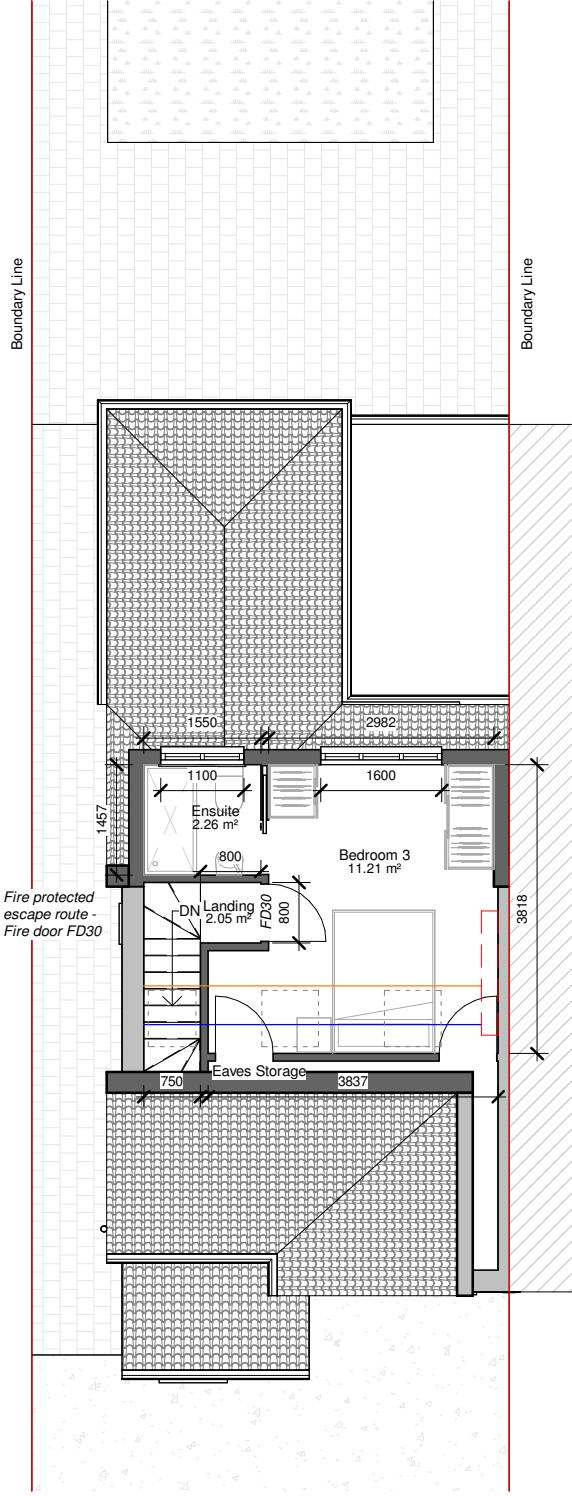 Boundary Line
Boundary Line
1550
2982
1100
1600
Ensuite
2.26 m²
1457
800
Bedroom 3
11.21 m²
Fire protected
escape route -
Fire door FD30
DN
Landing
2.05 m²
FD30
800
3818
Eaves Storage
750
3837